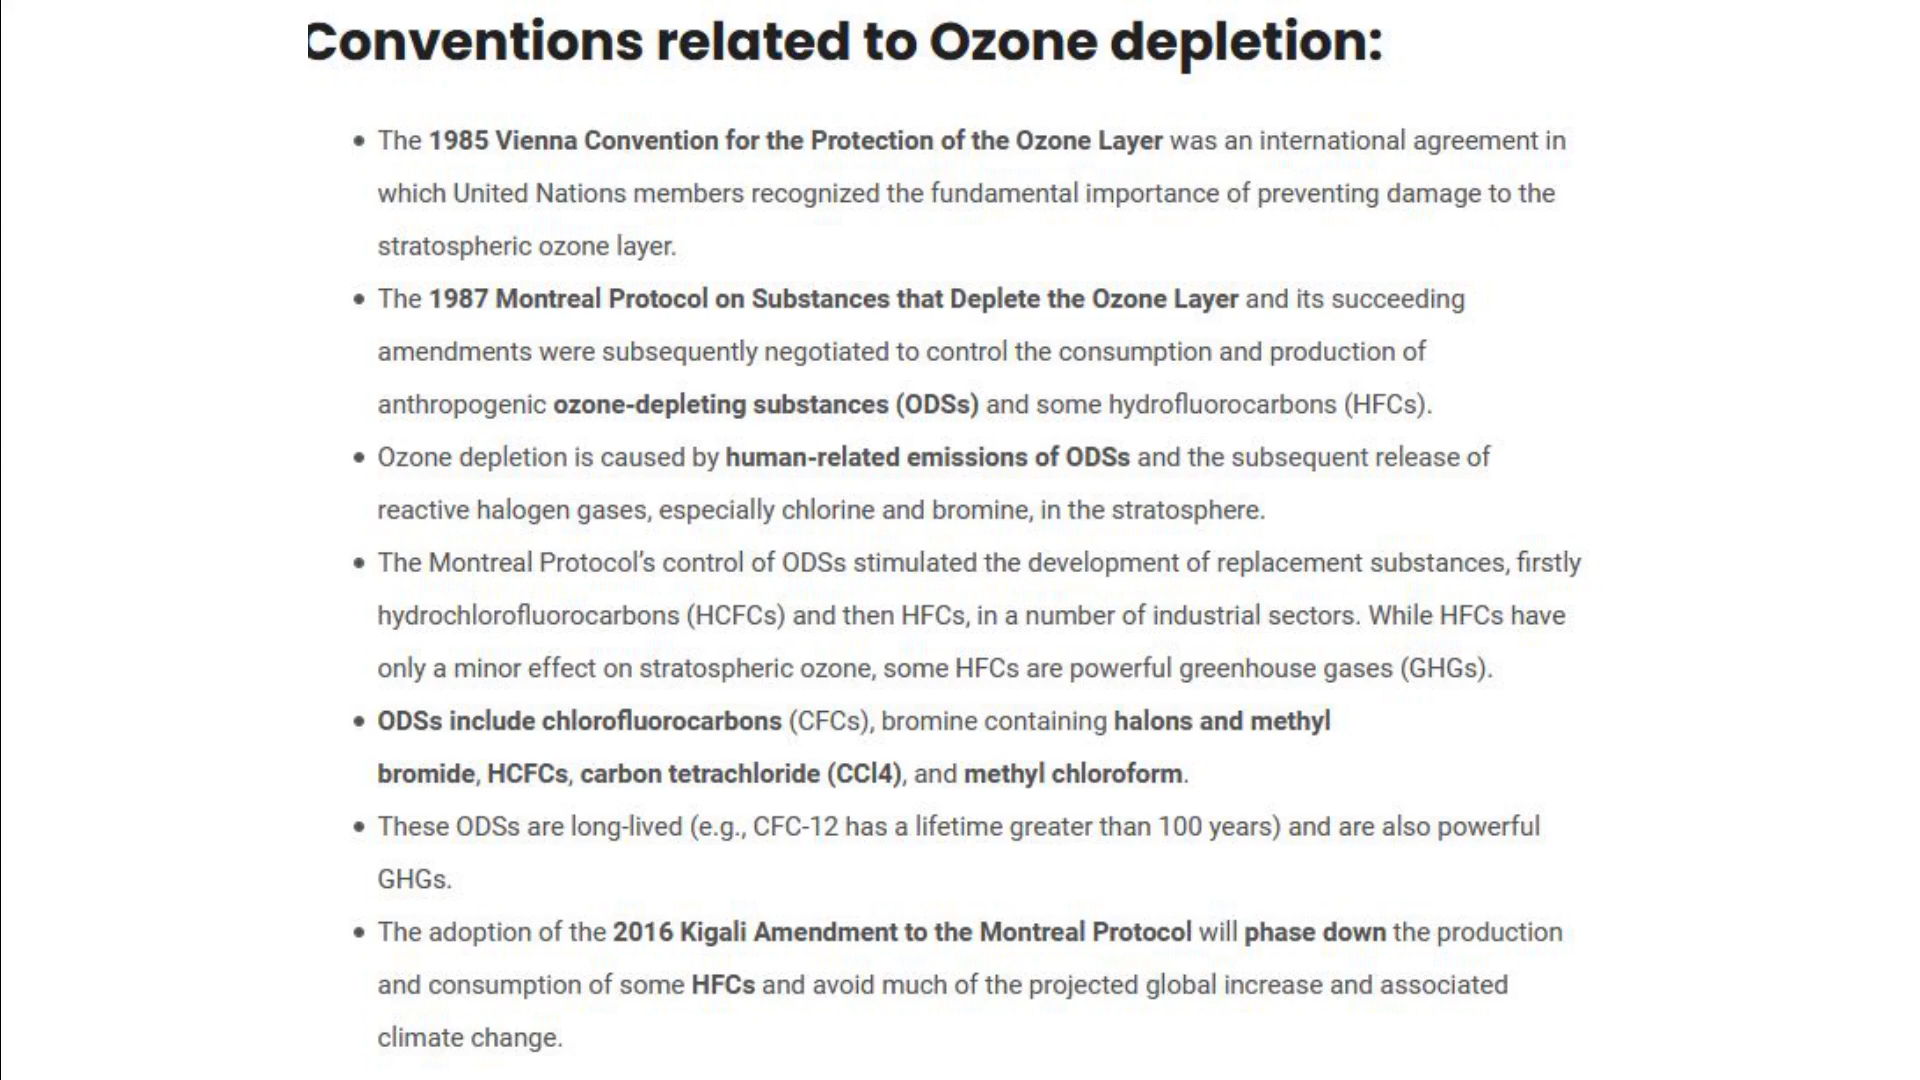 Conventions related to Ozone depletion:
• The 1985 Vienna Convention for the Protection of the Ozone Layer was an international agreement in
which United Nations members recognized the fundamental importance of preventing damage to the
stratospheric ozone layer.
• The 1987 Montreal Protocol on Substances that Deplete the Ozone Layer and its succeeding
amendments were subsequently negotiated to control the consumption and production of
anthropogenic ozone-depleting substances (ODSs) and some hydrofluorocarbons (HFCs).
• Ozone depletion is caused by human-related emissions of ODSs and the subsequent release of
reactive halogen gases, especially chlorine and bromine, in the stratosphere.
• The Montreal Protocol’s control of ODSs stimulated the development of replacement substances, firstly
hydrochlorofluorocarbons (HCFCs) and then HFCs, in a number of industrial sectors. While HFCs have
only a minor effect on stratospheric ozone, some HFCs are powerful greenhouse gases (GHGs).
• ODSs include chlorofluorocarbons (CFCs), bromine containing halons and methyl
bromide, HCFCs, carbon tetrachloride (CCl4), and methyl chloroform.
• These ODSs are long-lived (e.g., CFC-12 has a lifetime greater than 100 years) and are also powerful
GHGs.
• The adoption of the 2016 Kigali Amendment to the Montreal Protocol will phase down the production
and consumption of some HFCs and avoid much of the projected global increase and associated
climate change.